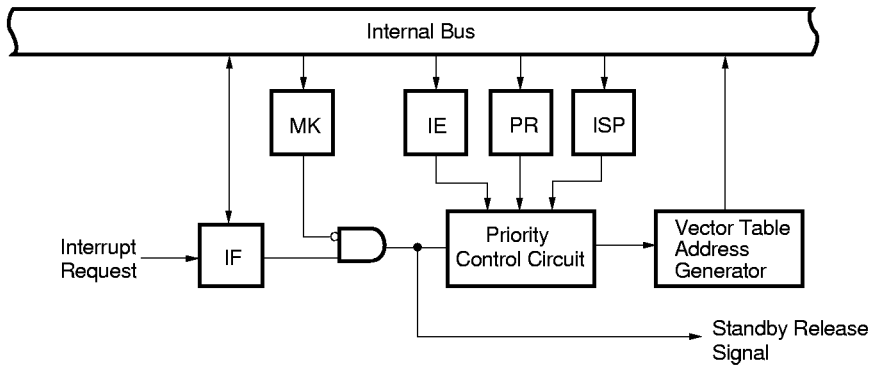 Internal Bus
MK
IE
PR
ISP
Interrupt
Request
IF
Priority
Control Circuit
Vector Table
Address
Generator
Standby Release
Signal